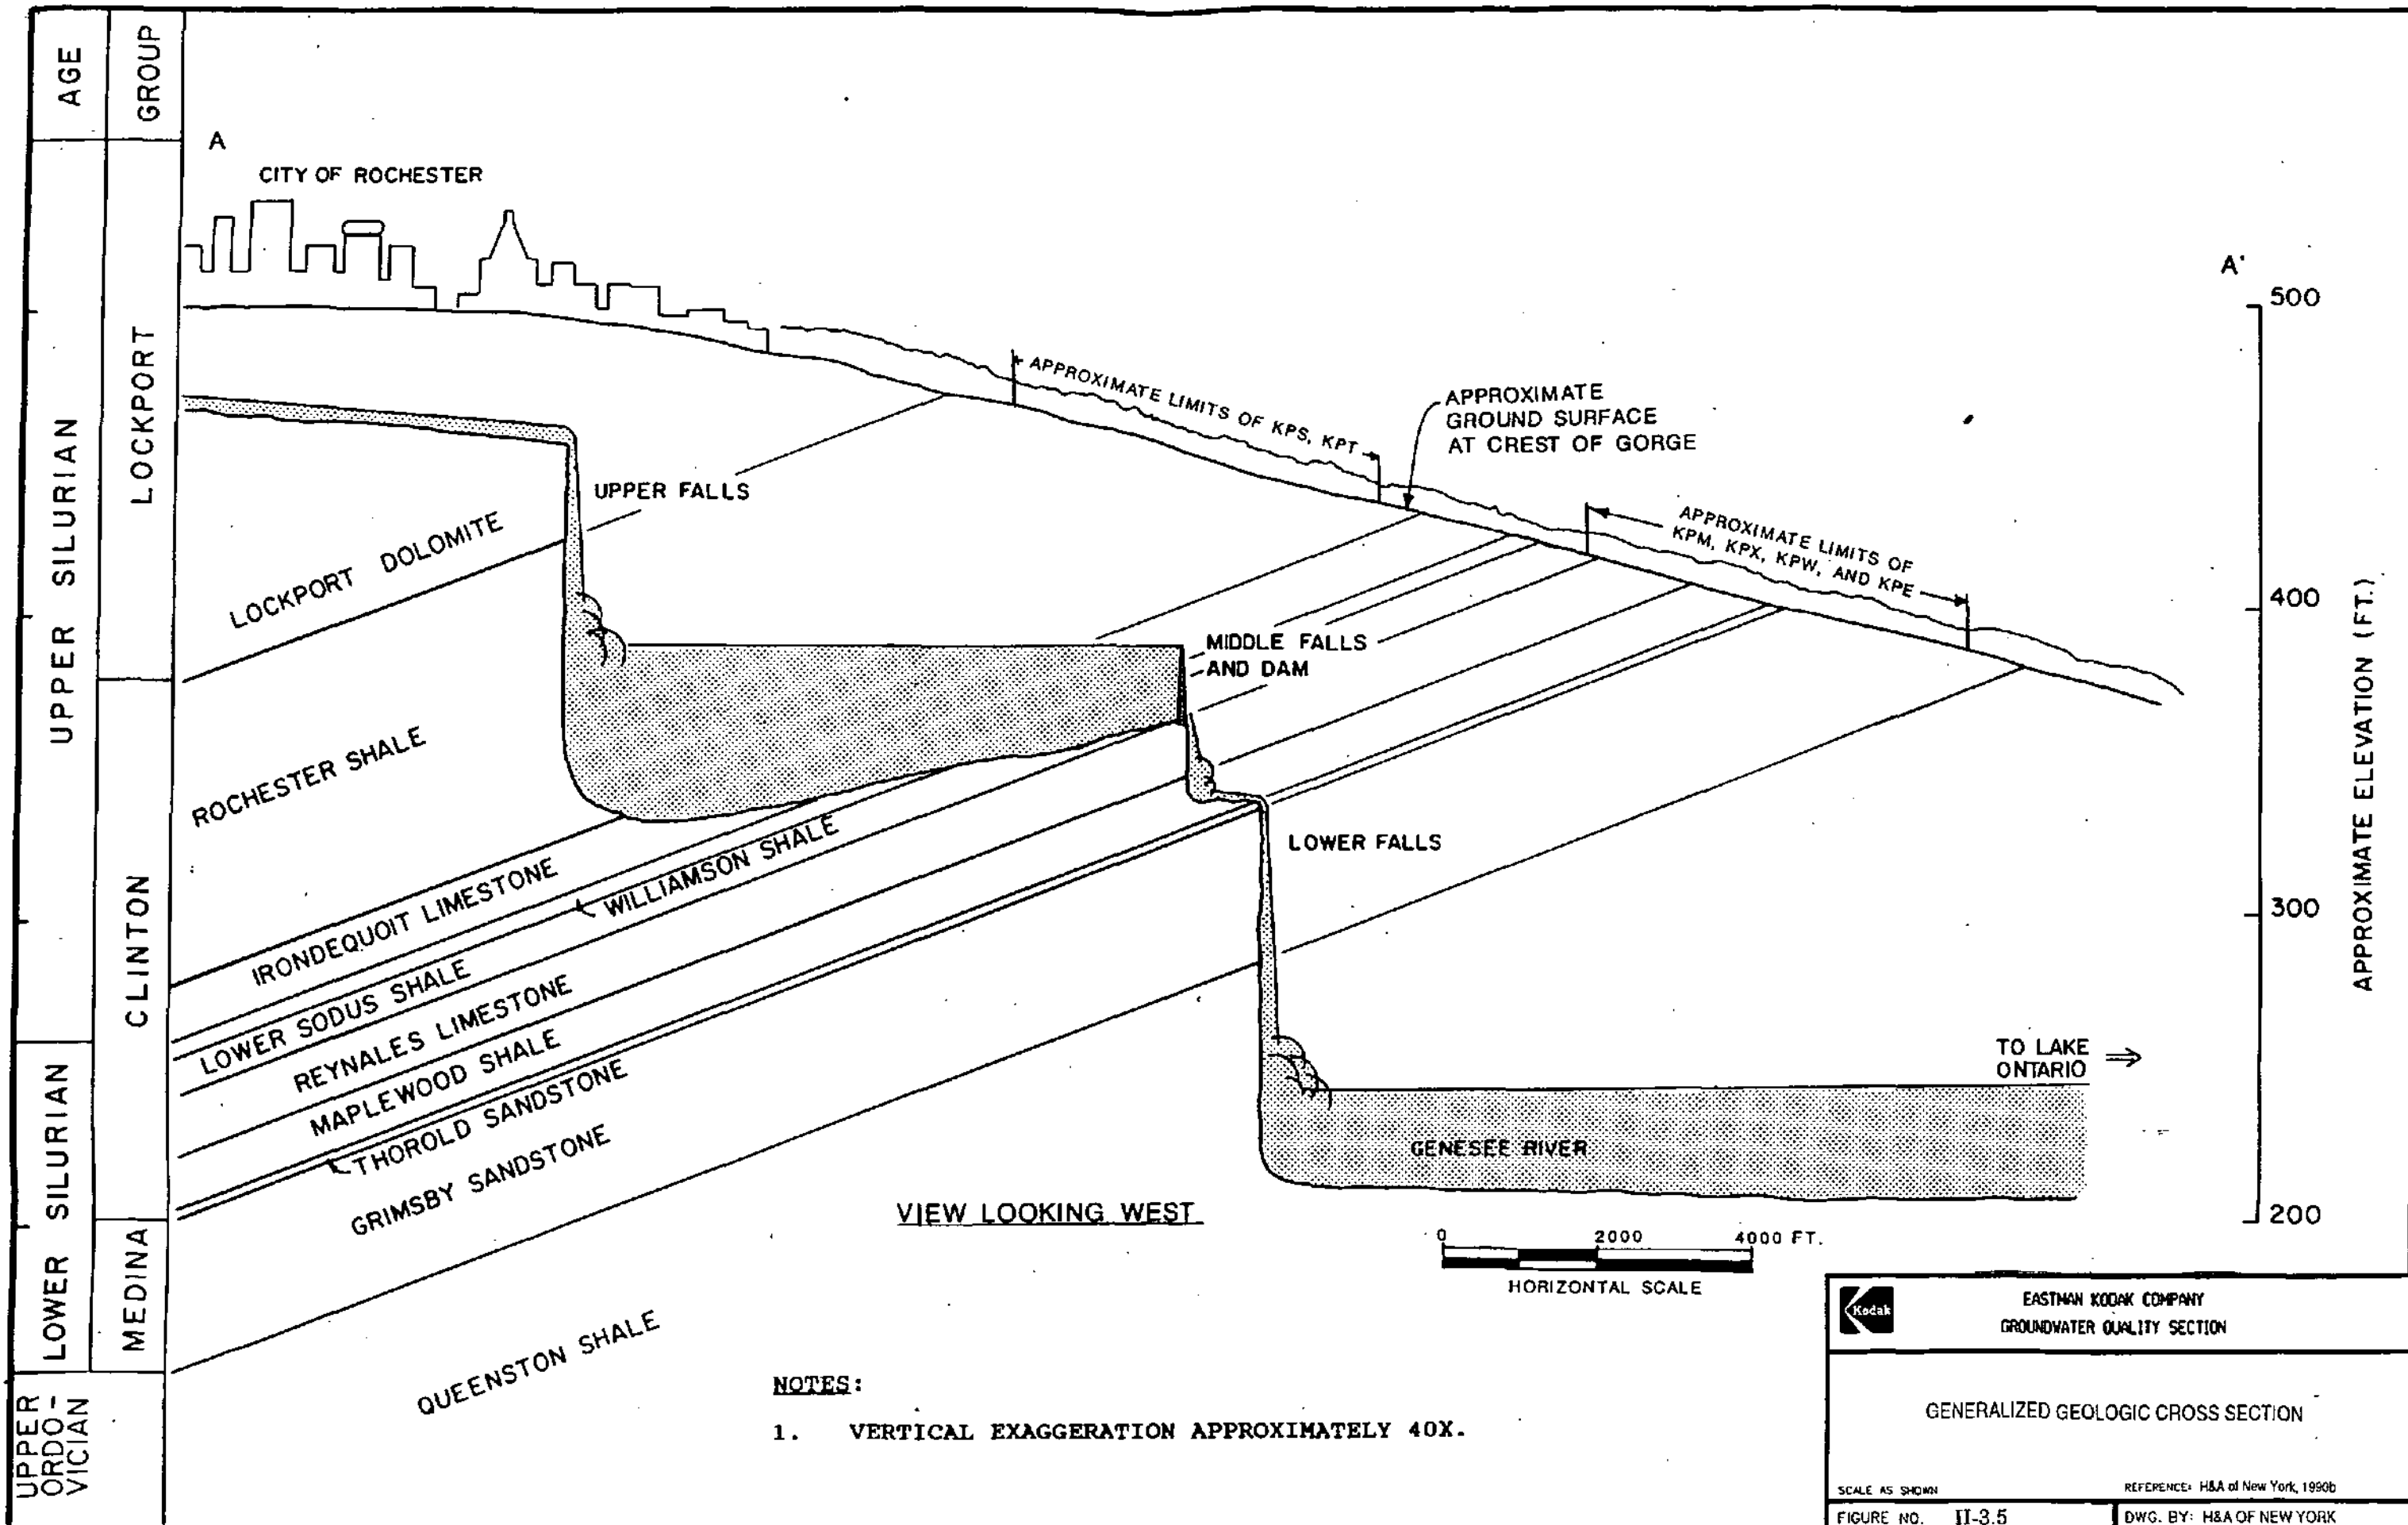 AGE
GROUP
UPPER SILURIAN
LOWER SILURIAN
UPPER
ORDO-
VICIAN
LOCKPORT
CLINTON
MEDINA
A
CITY OF ROCHESTER
A'
APPROXIMATE LIMITS OF KPS, KPT
APPROXIMATE
GROUND SURFACE
AT CREST OF GORGE
APPROXIMATE LIMITS OF
KPM, KPX, KPW, AND KPE
500
400
300
200
APPROXIMATE ELEVATION (FT.)
UPPER FALLS
LOCKPORT DOLOMITE
MIDDLE FALLS
AND DAM
ROCHESTER SHALE
LOWER FALLS
IRONDEQUOIT LIMESTONE
WILLIAMSON SHALE
LOWER SODUS SHALE
REYNALES LIMESTONE
MAPLEWOOD SHALE
THOROLD SANDSTONE
GRIMSBY SANDSTONE
QUEENSTON SHALE
TO LAKE
ONTARIO
GENESEE RIVER
VIEW LOOKING WEST
0 2000 4000 FT.
HORIZONTAL SCALE
NOTES:
1. VERTICAL EXAGGERATION APPROXIMATELY 40X.
Kodak
EASTMAN KODAK COMPANY
GROUNDWATER QUALITY SECTION
GENERALIZED GEOLOGIC CROSS SECTION
SCALE AS SHOWN
REFERENCE: H&A of New York, 1990b
FIGURE NO. II-3.5
DWG. BY: H&A OF NEW YORK